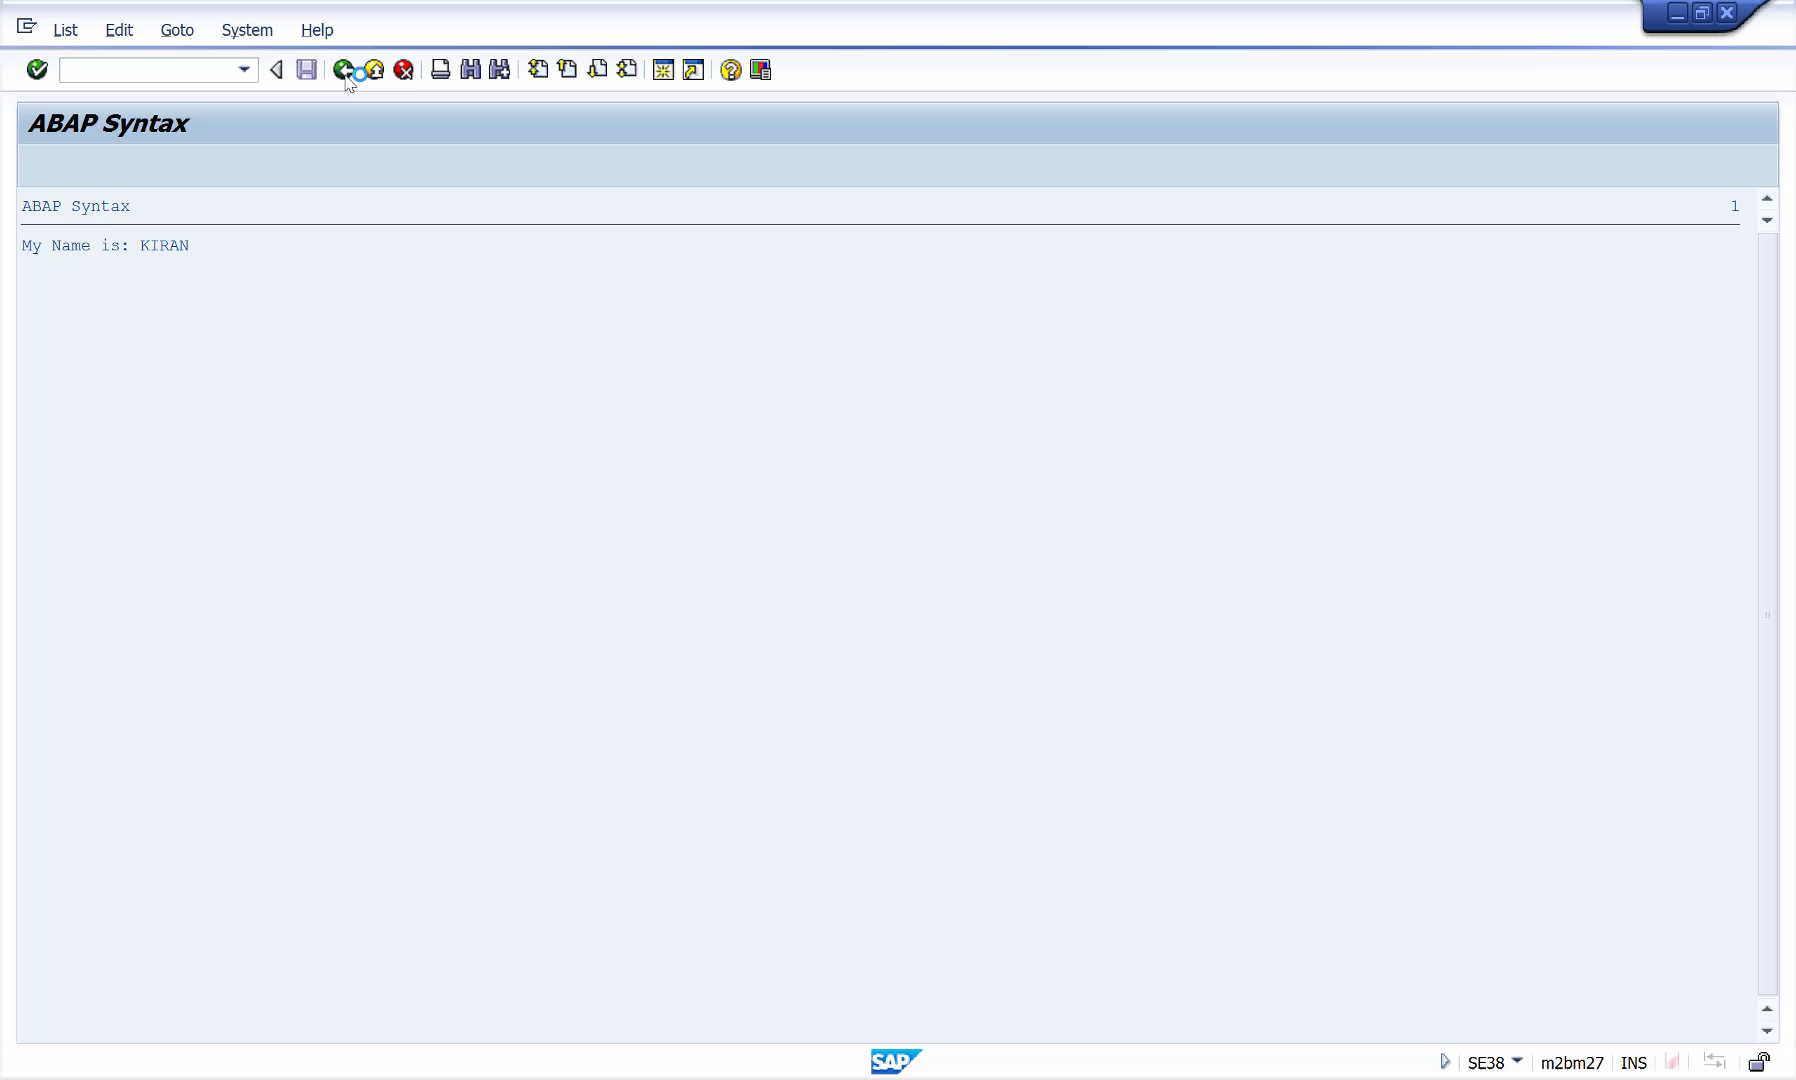 List Edit Goto System Help
ABAP Syntax
ABAP Syntax 1
My Name is: KIRAN
SAP SE38 m2bm27 INS